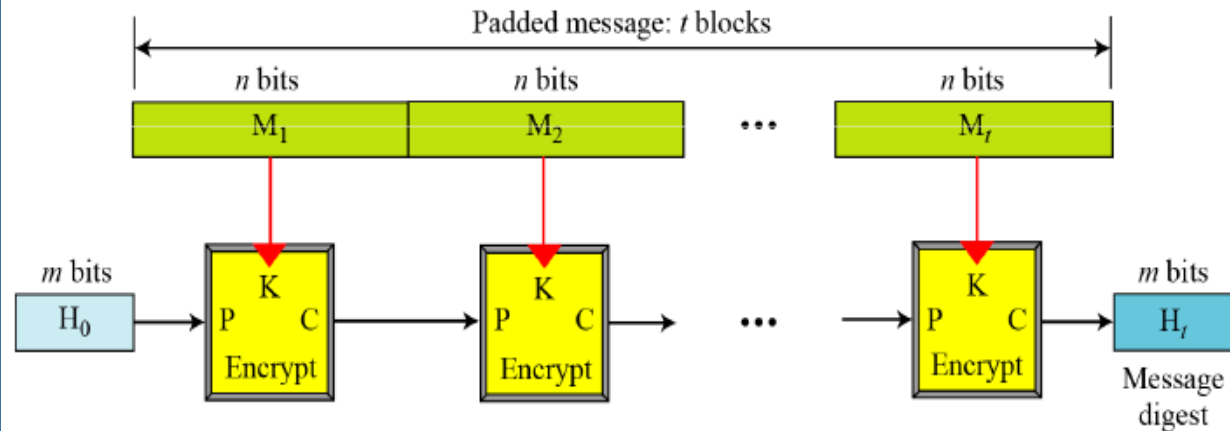 Padded message: t blocks
n bits n bits n bits
M₁ M₂ ••• Mₜ
m bits K K K m bits
H₀ P C P C ••• P C Hₜ
Encrypt Encrypt Encrypt
Message
digest